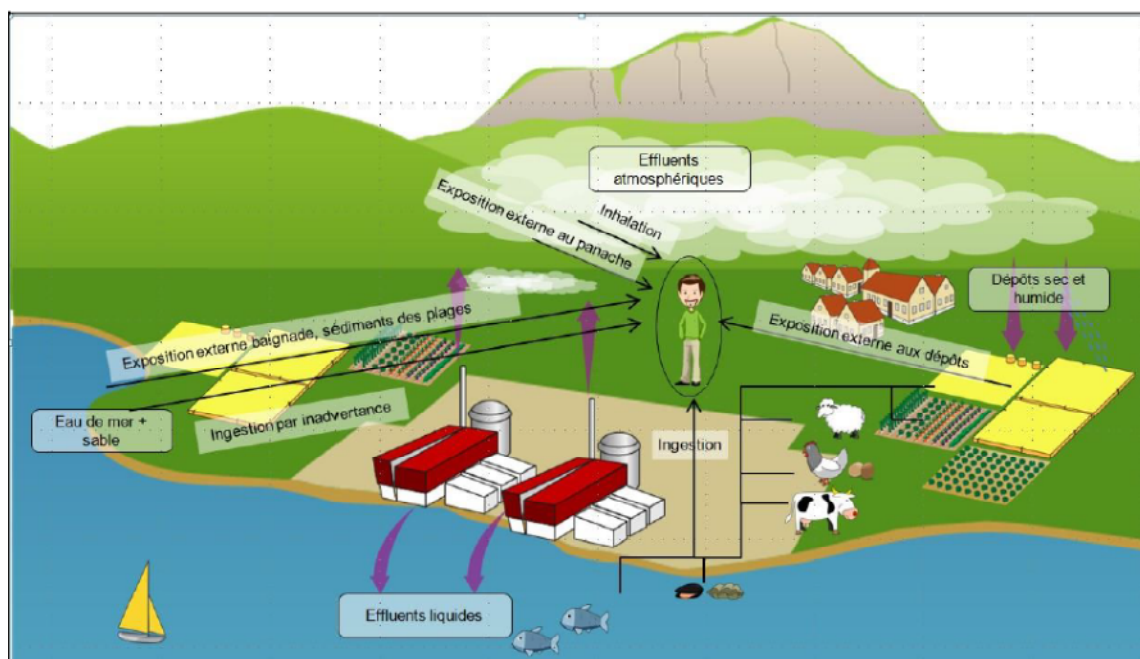 Effluents
atmosphériques
Inhalation
Exposition externe au panache
Dépôts sec et
humide
Exposition externe baignade, sédiments des plages
Exposition externe aux dépôts
Eau de mer +
sable
Ingestion par inadvertance
Ingestion
Effluents liquides